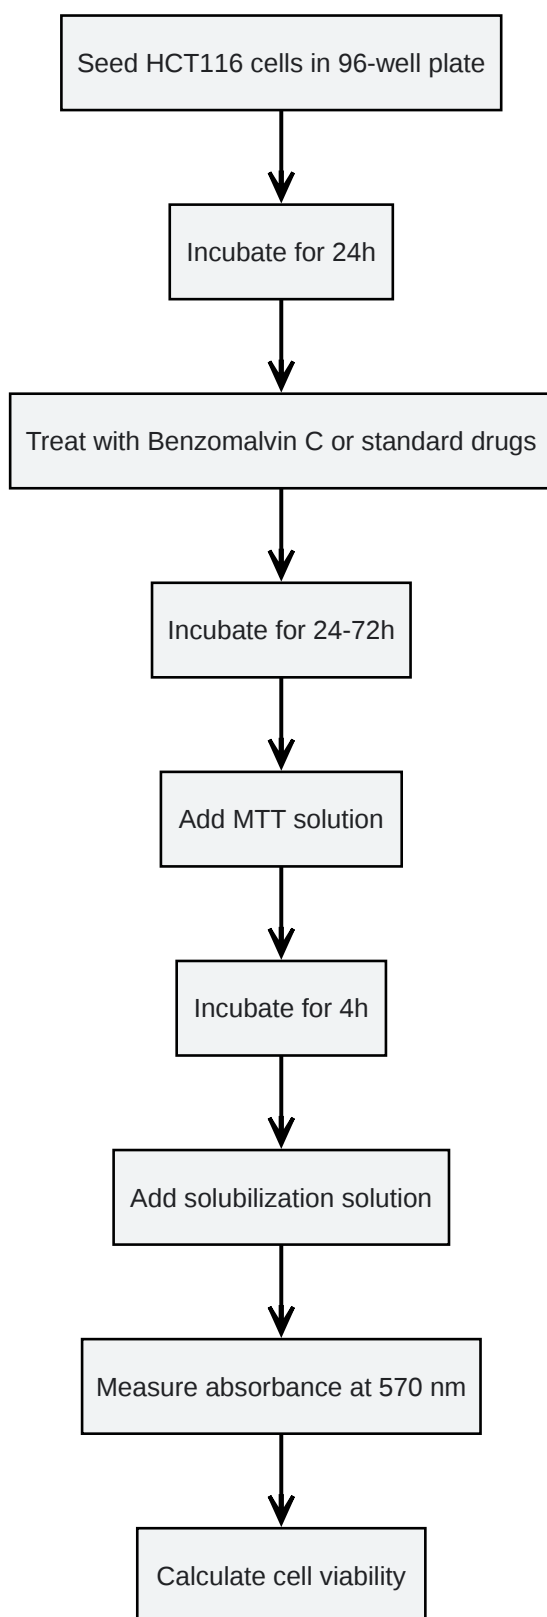 Seed HCT116 cells in 96-well plate
Incubate for 24h
Treat with Benzomalvin C or standard drugs
Incubate for 24-72h
Add MTT solution
Incubate for 4h
Add solubilization solution
Measure absorbance at 570 nm
Calculate cell viability